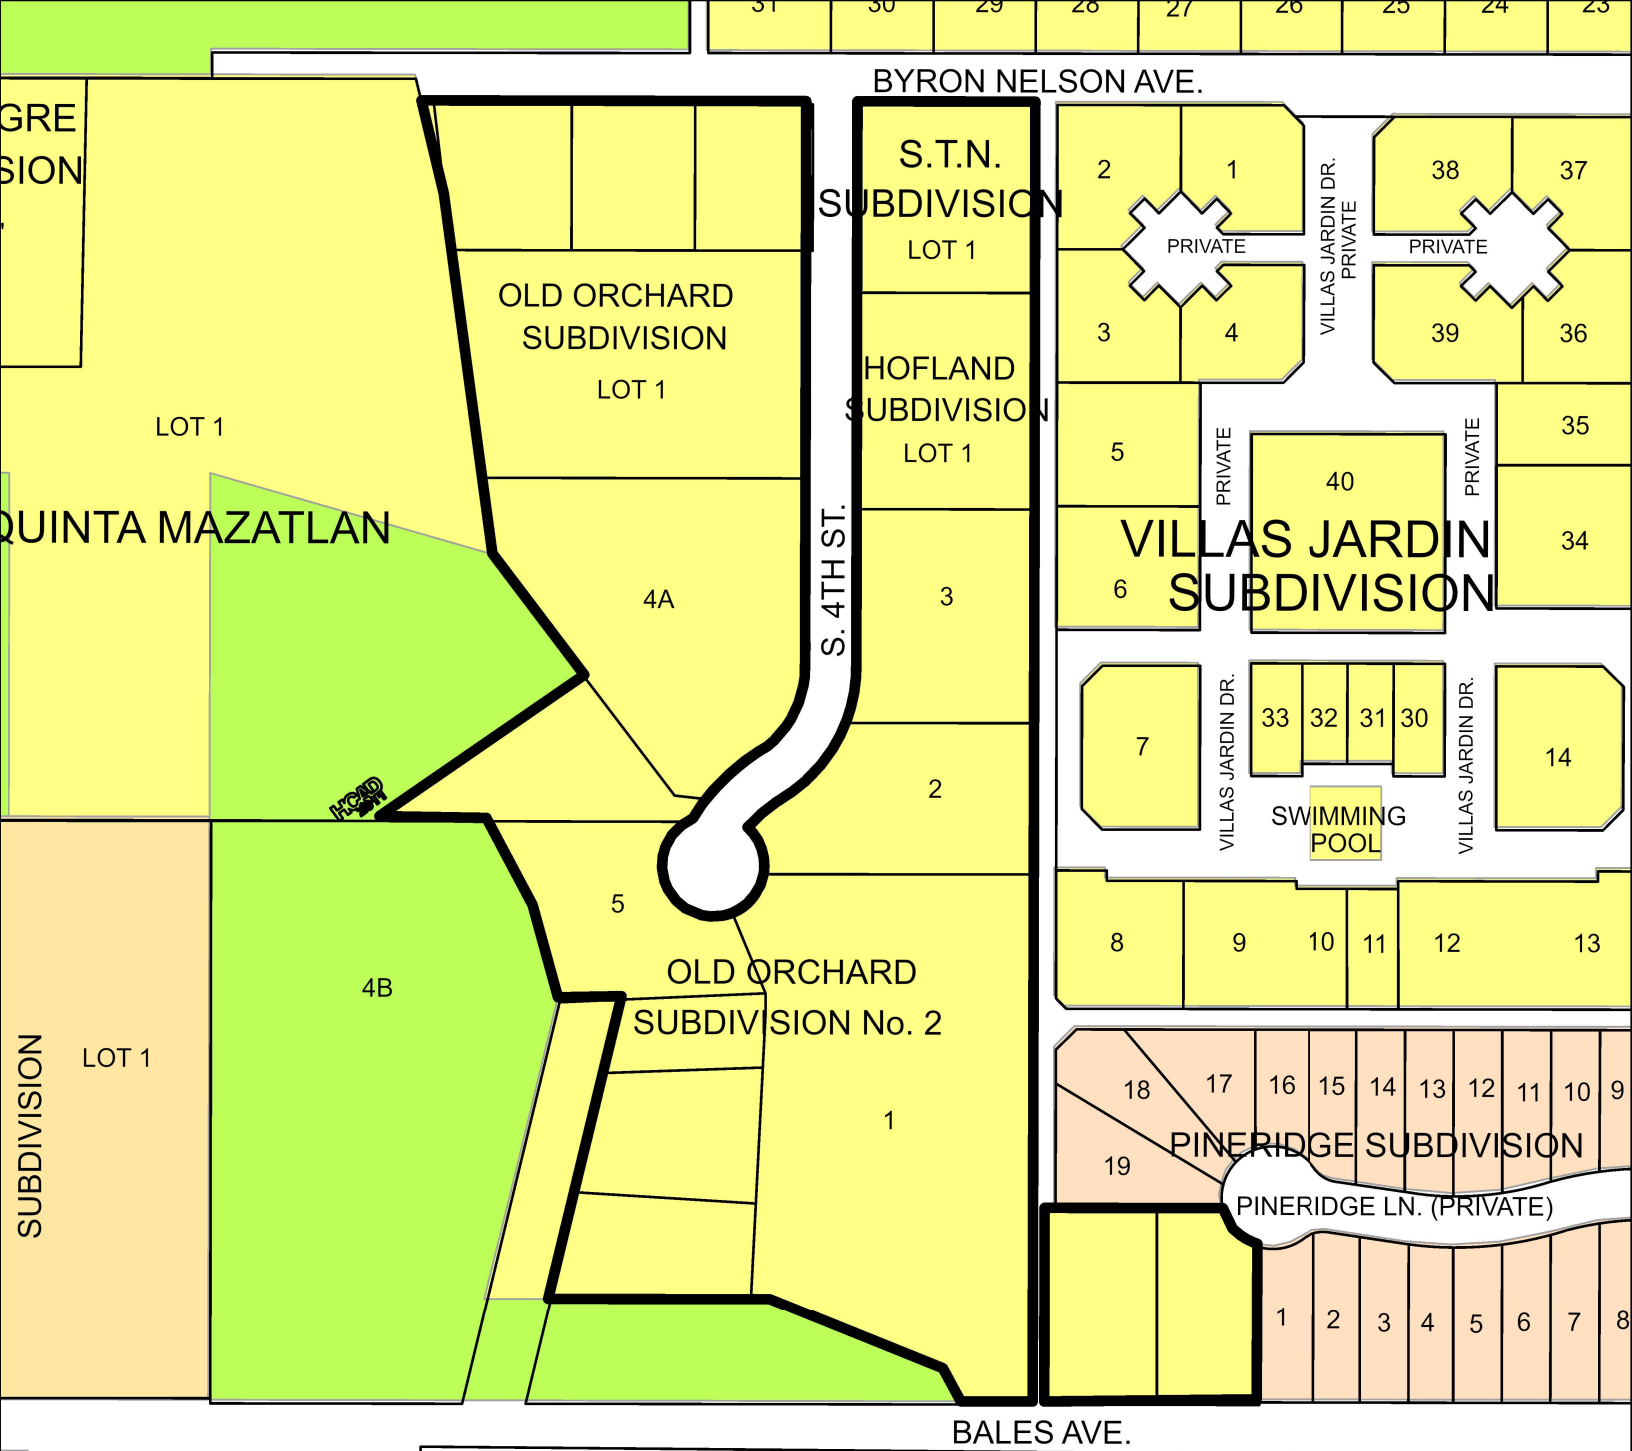 31 30 29 28 27 26 25 24 23
BYRON NELSON AVE.
GRE
SION
LOT 1
QUINTA MAZATLAN
OLD ORCHARD
SUBDIVISION
LOT 1
4A
S. 4TH ST.
S.T.N.
SUBDIVISION
LOT 1
HOFLAND
SUBDIVISION
LOT 1
3
2
2 1
PRIVATE
3 4
VILLAS JARDIN DR.
PRIVATE
38 37
PRIVATE
39 36
5
PRIVATE
40
PRIVATE
35
34
6
VILLAS JARDIN
SUBDIVISION
7
VILLAS JARDIN DR.
33 32 31 30
VILLAS JARDIN DR.
14
SWIMMING
POOL
8 9 10 11 12 13
HCAD
2011
5
4B
OLD ORCHARD
SUBDIVISION No. 2
1
SUBDIVISION
LOT 1
18 17 16 15 14 13 12 11 10 9
PINERIDGE SUBDIVISION
19
PINERIDGE LN. (PRIVATE)
1 2 3 4 5 6 7 8
BALES AVE.